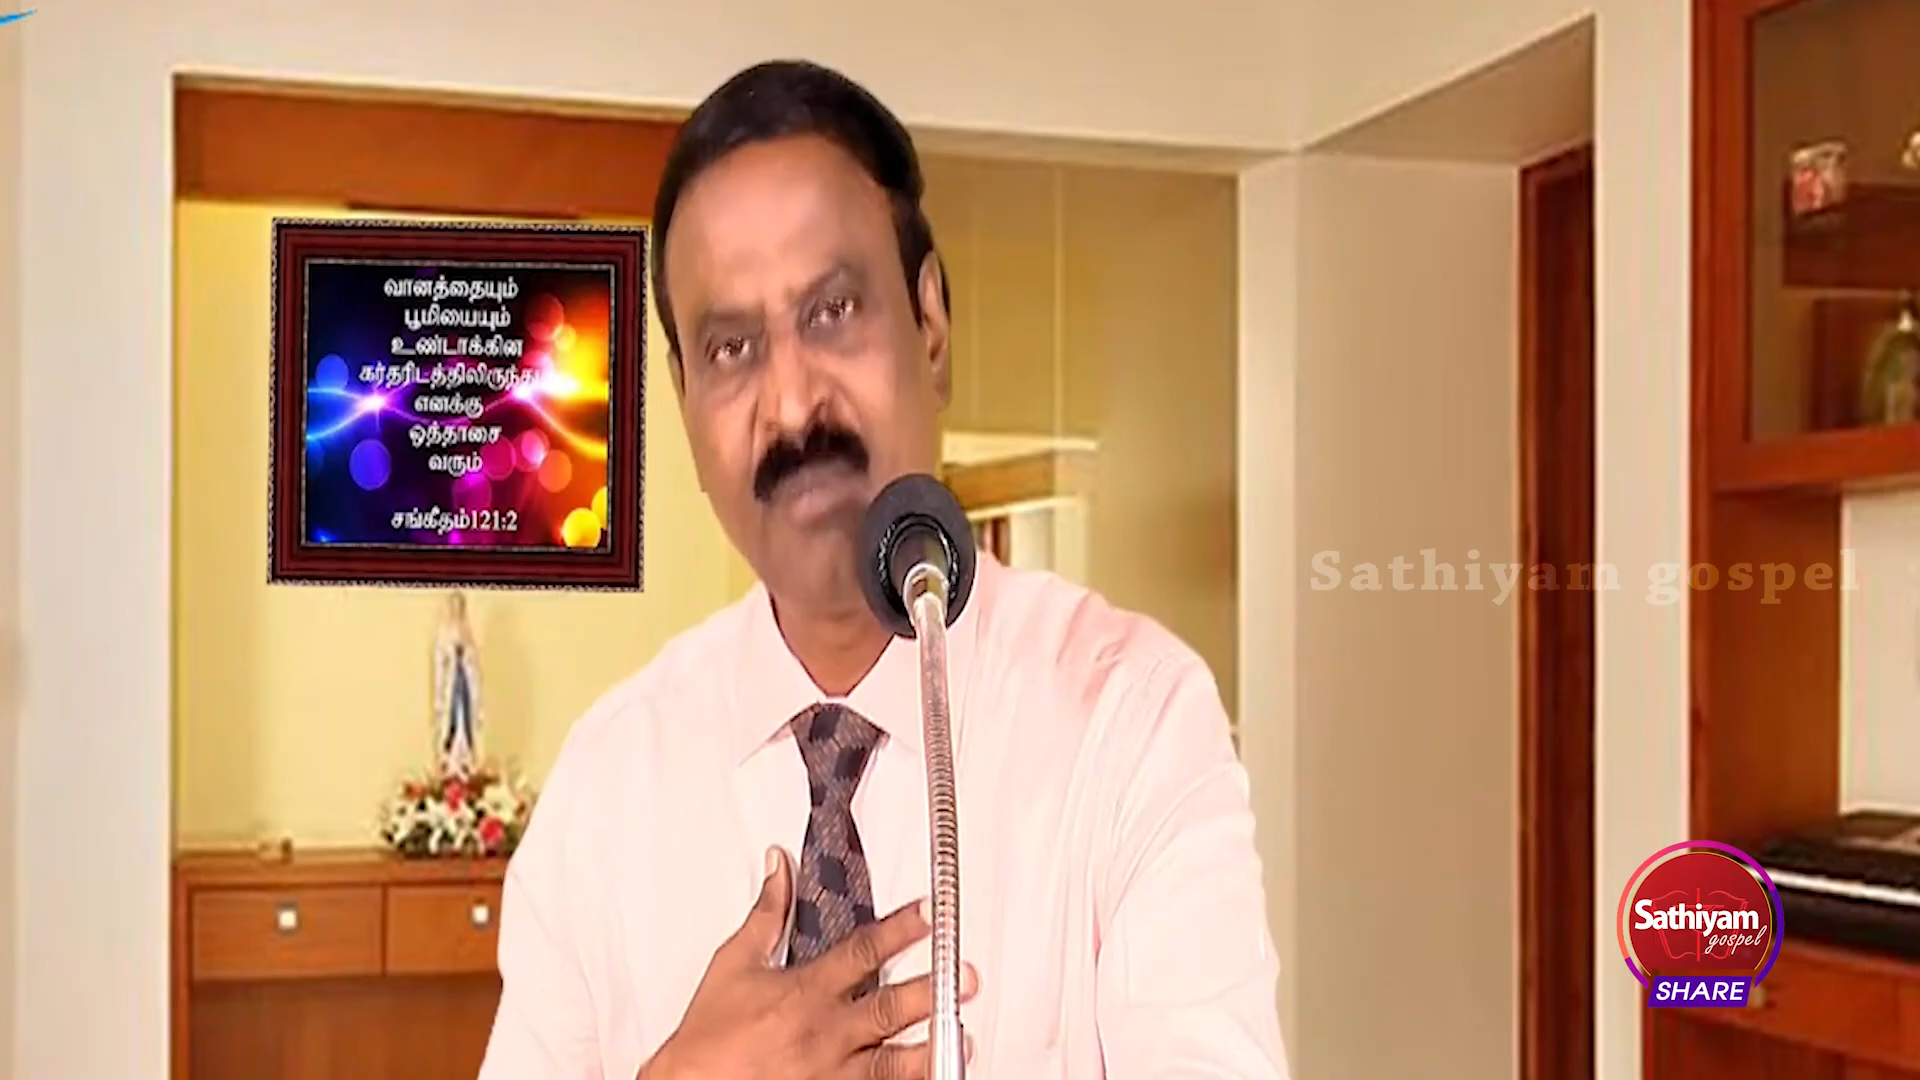 வானத்தையும்
பூமியையும்
உண்டாக்கின
கர்தரிடத்திலிருந்து
எனக்கு
ஒத்தாசை
வரும்
சங்கீதம்121:2
Sathiyam gospel
Sathiyam
gospel
SHARE